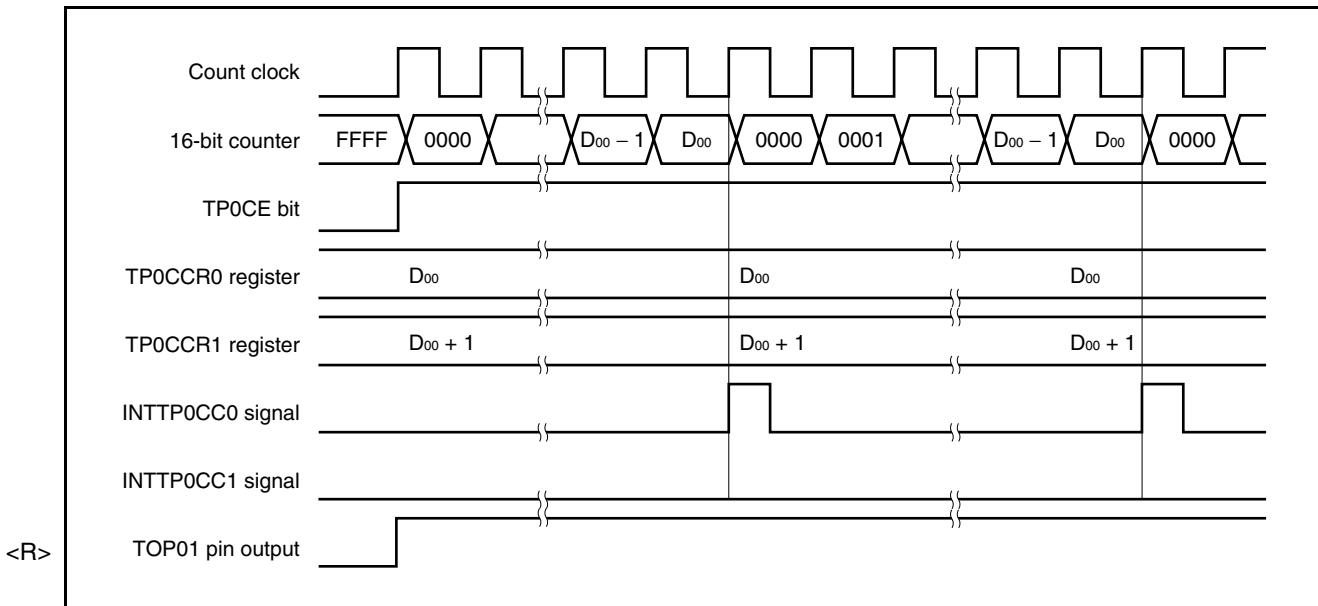 Count clock
16-bit counter FFFF 0000 D00 − 1 D00 0000 0001 D00 − 1 D00 0000
TP0CE bit
TP0CCR0 register D00 D00 D00
TP0CCR1 register D00 + 1 D00 + 1 D00 + 1
INTTP0CC0 signal
INTTP0CC1 signal
<R> TOP01 pin output